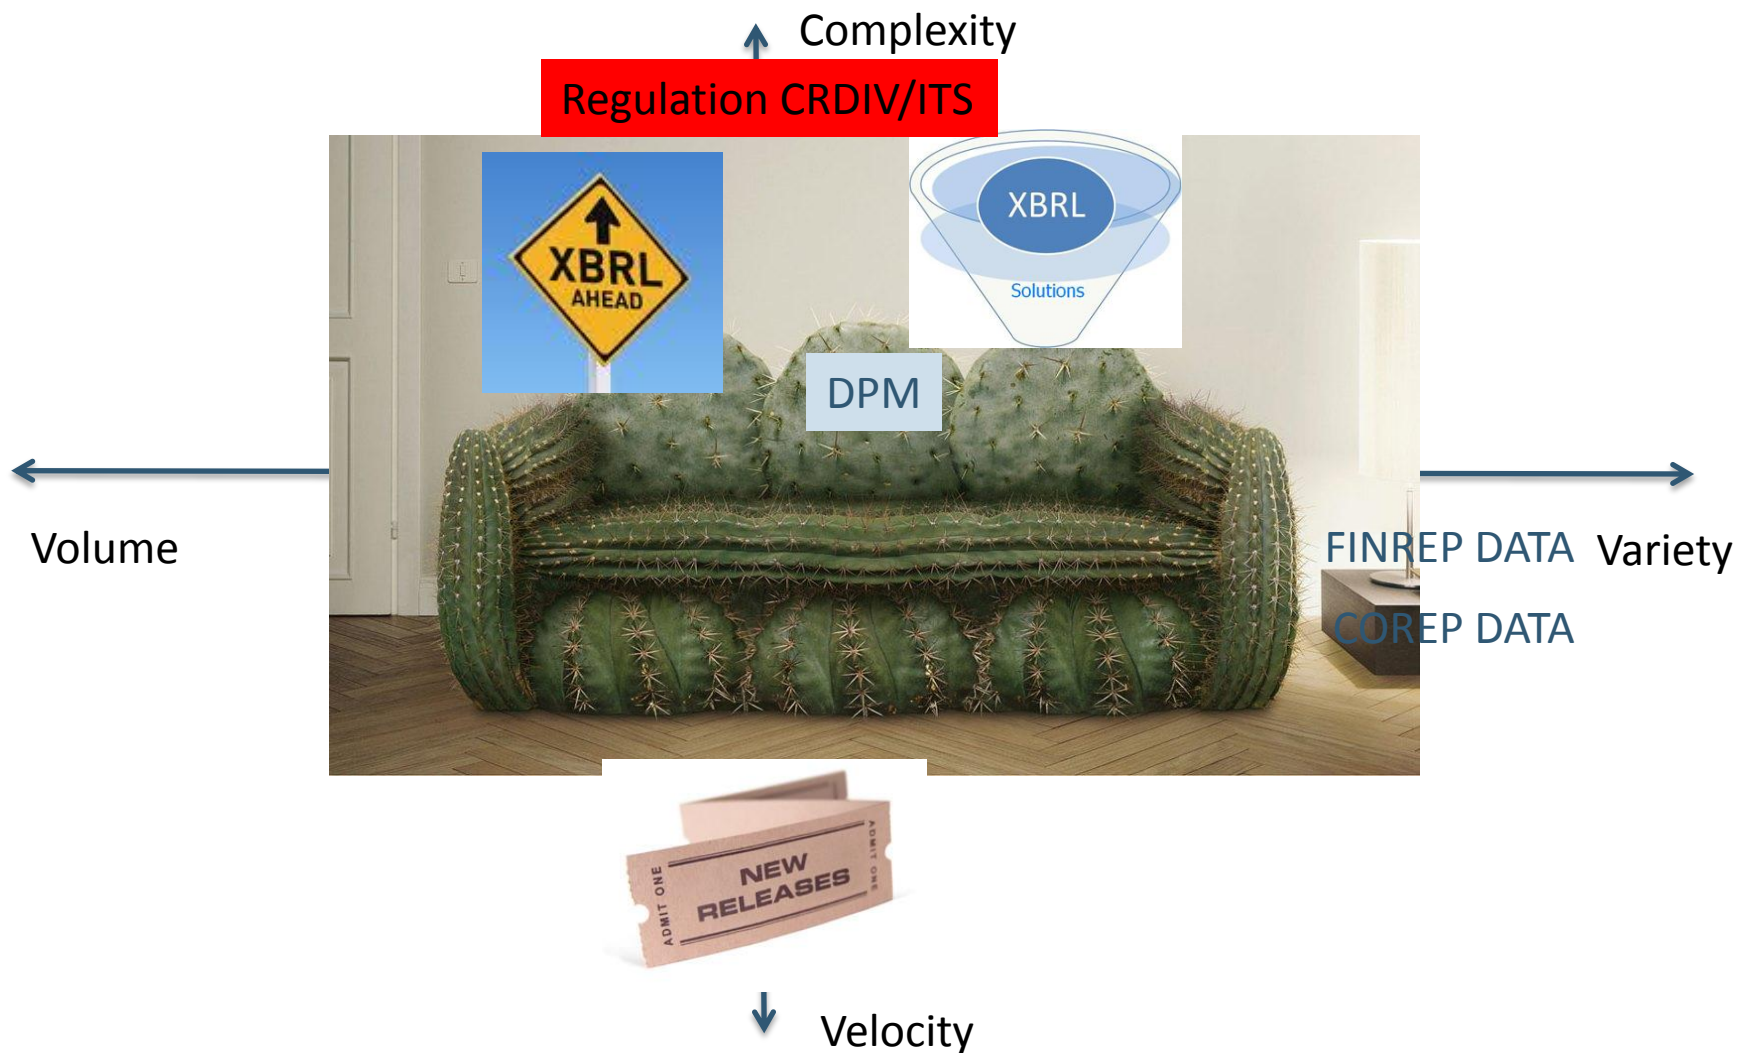 Complexity
Regulation CRDIV/ITS
XBRL
AHEAD
XBRL
Solutions
DPM
Volume
FINREP DATA
Variety
COREP DATA
ADMIT ONE
NEW
RELEASES
ADMIT ONE
Velocity